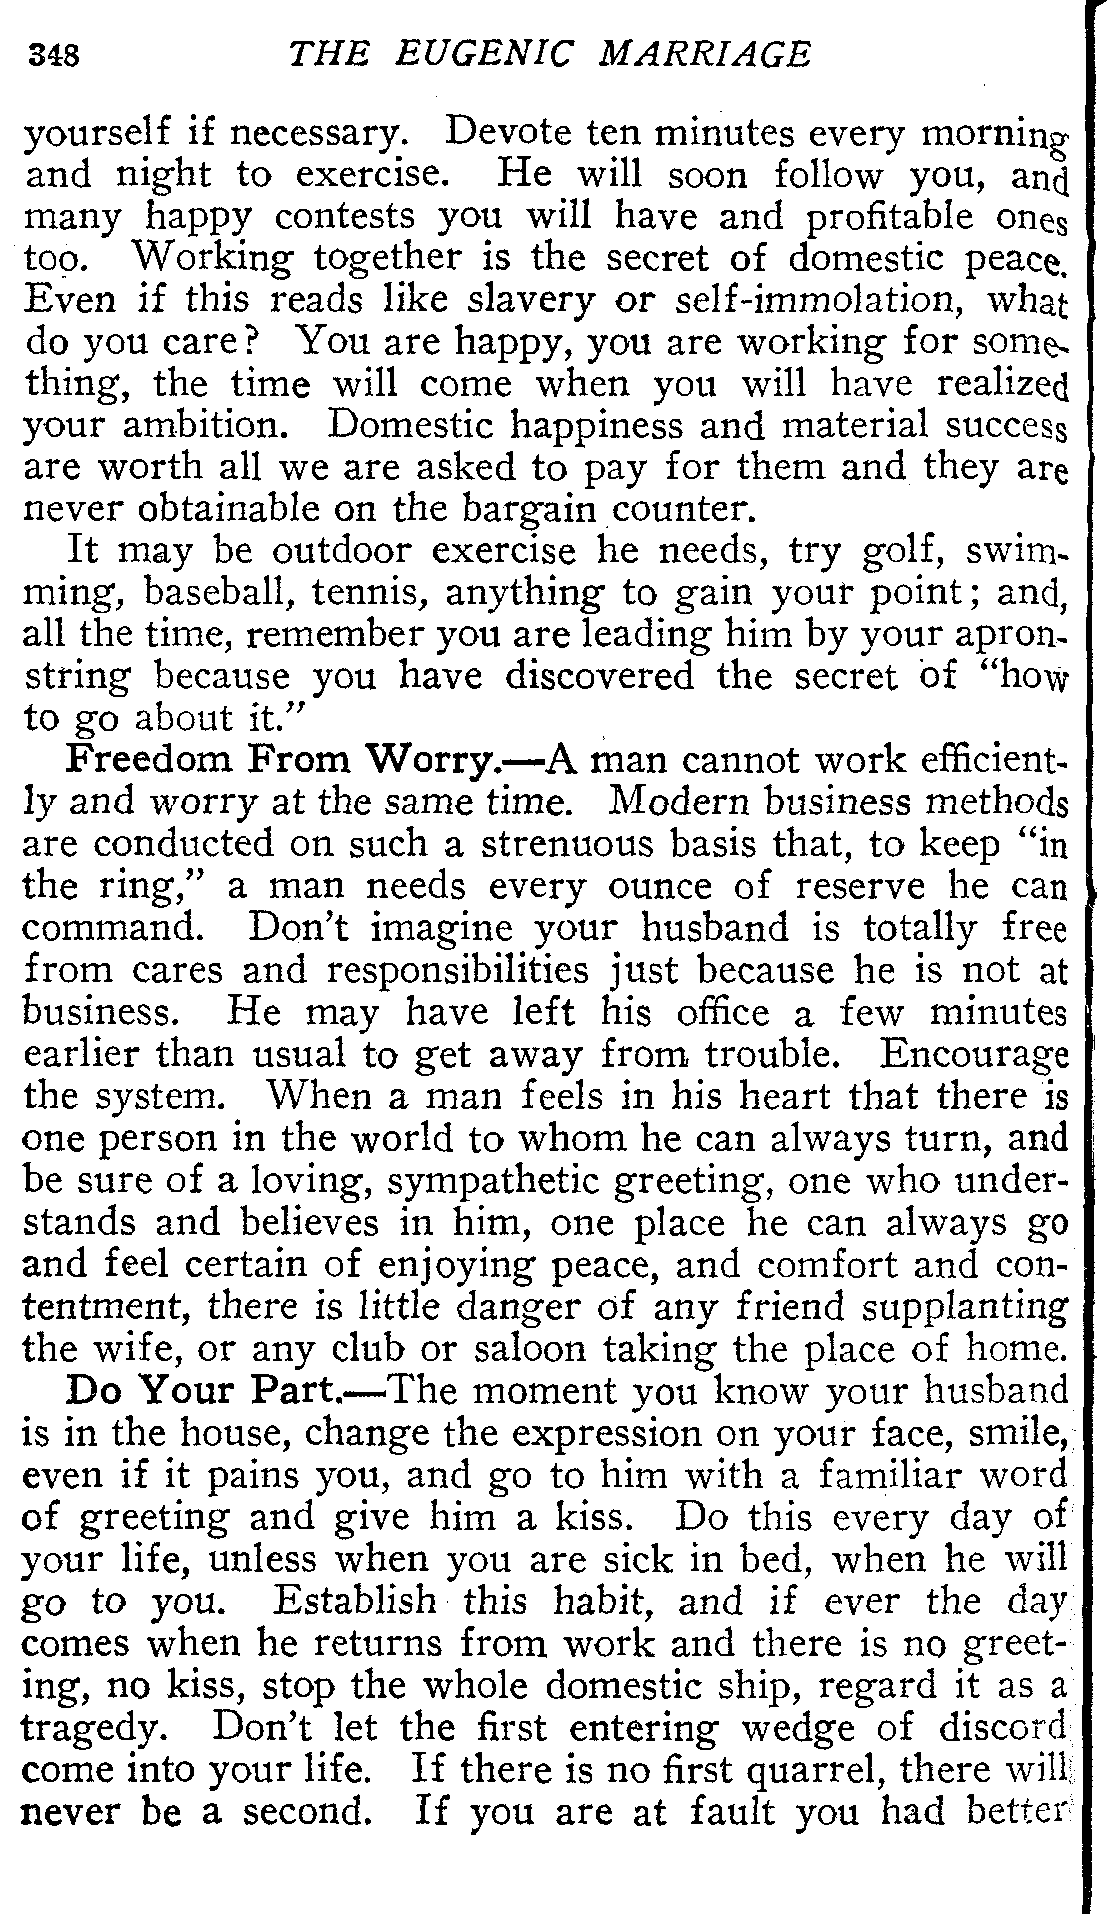 348 THE EUGENIC MARRIAGE
yourself if necessary. Devote ten minutes every morning
and night to exercise. He will soon follow you, and
many happy contests you will have and profitable ones
too. Working together is the secret of domestic peace.
Even if this reads like slavery or self-immolation, what
do you care? You are happy, you are working for some-
thing, the time will come when you will have realized
your ambition. Domestic happiness and material success
are worth all we are asked to pay for them and they are
never obtainable on the bargain counter.
It may be outdoor exercise he needs, try golf, swim-
ming, baseball, tennis, anything to gain your point; and,
all the time, remember you are leading him by your apron-
string because you have discovered the secret of "how
to go about it."
Freedom From Worry.—A man cannot work efficient-
ly and worry at the same time. Modern business methods
are conducted on such a strenuous basis that, to keep "in
the ring," a man needs every ounce of reserve he can
command. Don't imagine your husband is totally free
from cares and responsibilities just because he is not at
business. He may have left his office a few minutes
earlier than usual to get away from trouble. Encourage
the system. When a man feels in his heart that there is
one person in the world to whom he can always turn, and
be sure of a loving, sympathetic greeting, one who under-
stands and believes in him, one place he can always go
and feel certain of enjoying peace, and comfort and con-
tentment, there is little danger of any friend supplanting
the wife, or any club or saloon taking the place of home.
Do Your Part.—The moment you know your husband
is in the house, change the expression on your face, smile,
even if it pains you, and go to him with a familiar word
of greeting and give him a kiss. Do this every day of
your life, unless when you are sick in bed, when he will
go to you. Establish this habit, and if ever the day
comes when he returns from work and there is no greet-
ing, no kiss, stop the whole domestic ship, regard it as a
tragedy. Don't let the first entering wedge of discord
come into your life. If there is no first quarrel, there will
never be a second. If you are at fault you had better